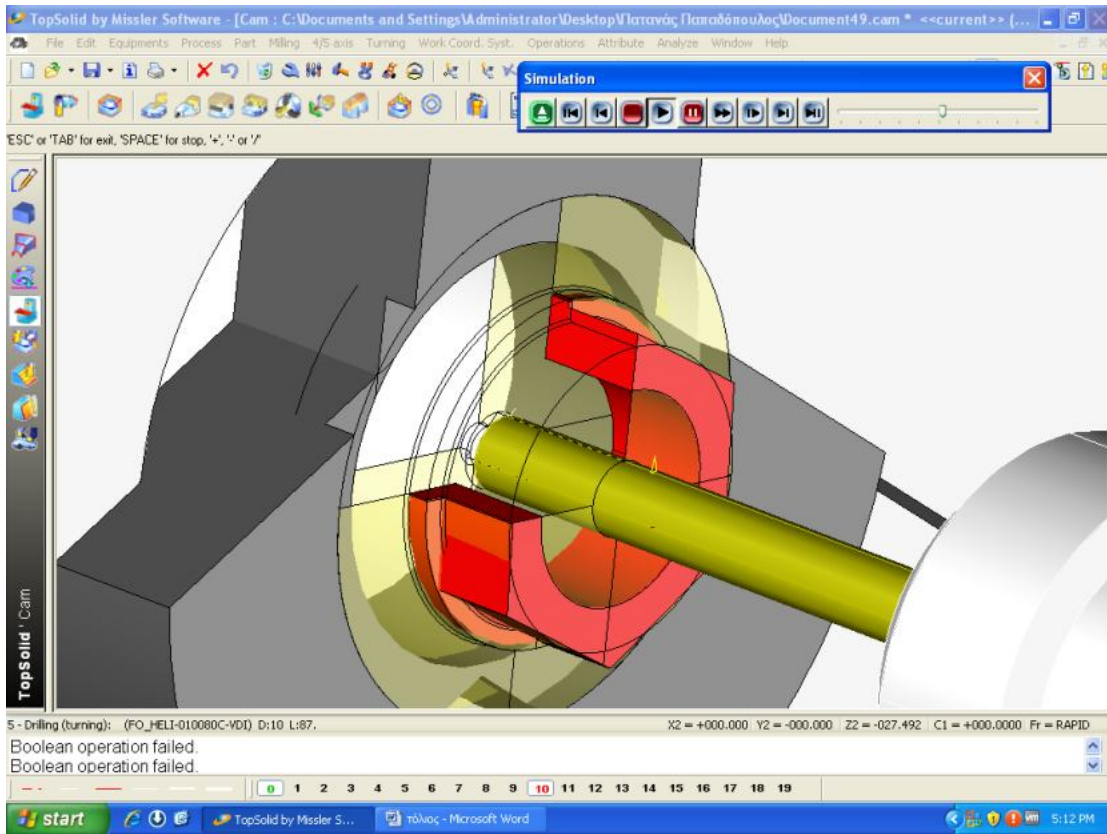 TopSolid by Missler Software - [Cam : C:\Documents and Settings\Administrator\Desktop\Πατανάς Παπαδόπουλος\Document49.cam * <<current>> (...
File Edit Equipments Process Part Milling 4/5 axis Turning Work Coord. Syst. Operations Attribute Analyze Window Help
Simulation
'ESC' or 'TAB' for exit, 'SPACE' for stop, '+', '-' or '/'
TopSolid'Cam
5 - Drilling (turning): (FO_HELI-010080C-VDI) D:10 L:87.
X2 = +000.000 Y2 = -000.000 Z2 = -027.492 C1 = +000.0000 Fr = RAPID
Boolean operation failed.
Boolean operation failed.
0 1 2 3 4 5 6 7 8 9 10 11 12 13 14 15 16 17 18 19
start
TopSolid by Missler S...
τόλιος - Microsoft Word
5:12 PM